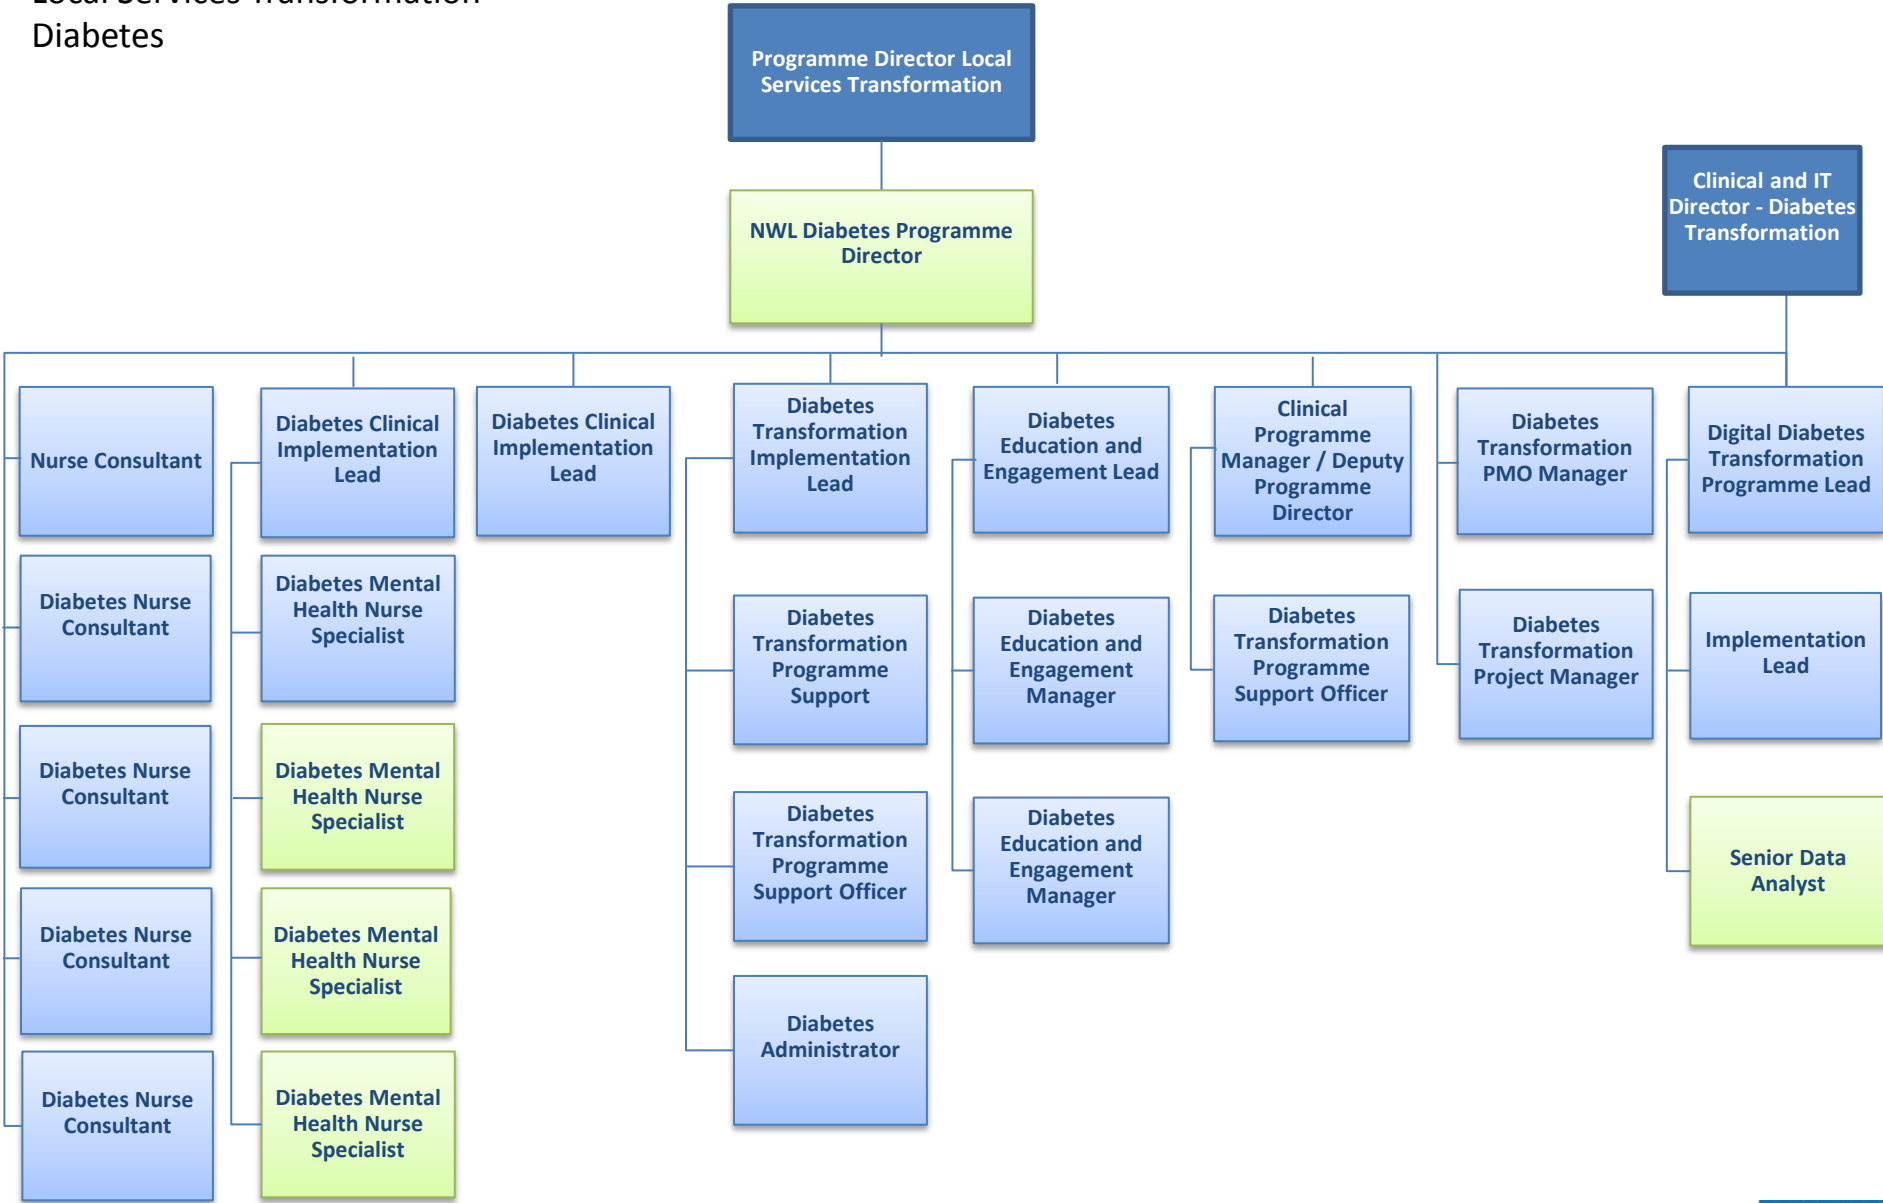 Local Services Transformation
Diabetes
Programme Director Local
Services Transformation
Clinical and IT
Director - Diabetes
Transformation
NWL Diabetes Programme
Director
Nurse Consultant
Diabetes Nurse
Consultant
Diabetes Nurse
Consultant
Diabetes Nurse
Consultant
Diabetes Nurse
Consultant
Diabetes Clinical
Implementation
Lead
Diabetes Mental
Health Nurse
Specialist
Diabetes Mental
Health Nurse
Specialist
Diabetes Mental
Health Nurse
Specialist
Diabetes Mental
Health Nurse
Specialist
Diabetes Clinical
Implementation
Lead
Diabetes
Transformation
Implementation
Lead
Diabetes
Transformation
Programme
Support
Diabetes
Transformation
Programme
Support Officer
Diabetes
Administrator
Diabetes
Education and
Engagement Lead
Diabetes
Education and
Engagement
Manager
Diabetes
Education and
Engagement
Manager
Clinical
Programme
Manager / Deputy
Programme
Director
Diabetes
Transformation
Programme
Support Officer
Diabetes
Transformation
PMO Manager
Diabetes
Transformation
Project Manager
Digital Diabetes
Transformation
Programme Lead
Implementation
Lead
Senior Data
Analyst